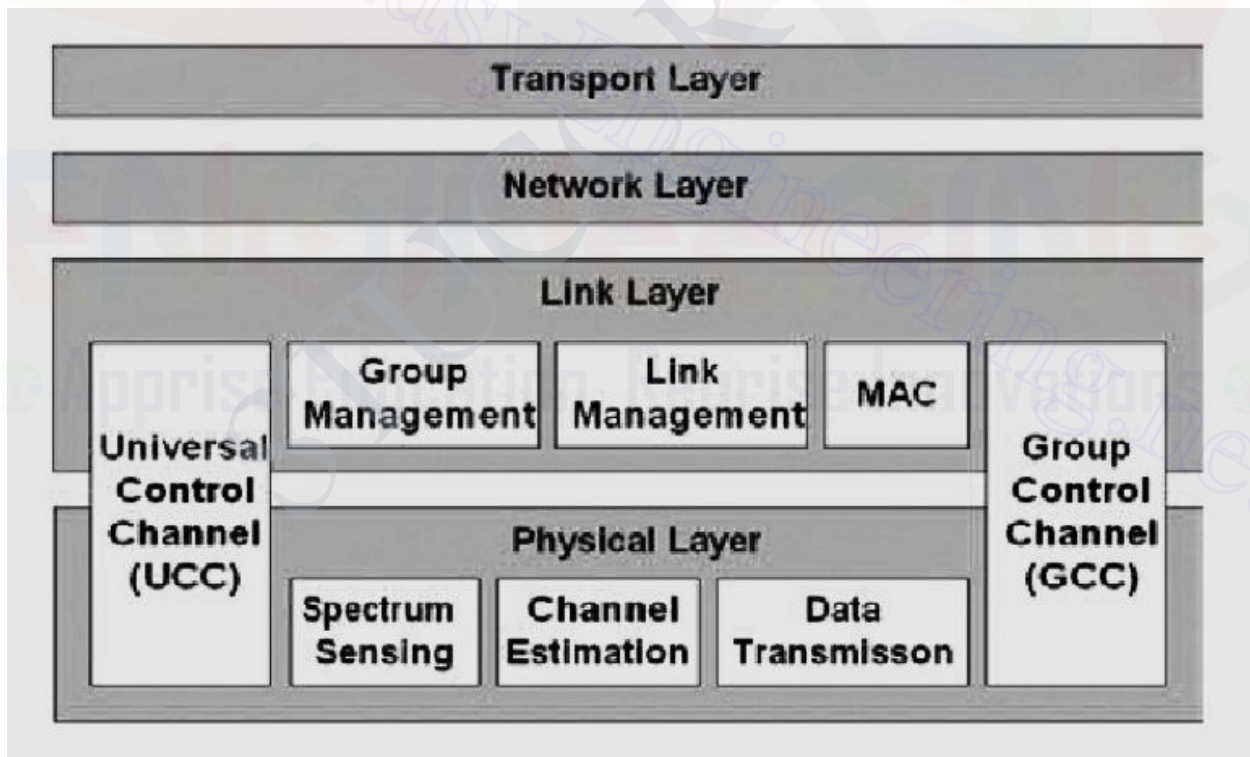 Transport Layer
Network Layer
Link Layer
Group
Management
Link
Management
MAC
Universal
Control
Channel
(UCC)
Group
Control
Channel
(GCC)
Physical Layer
Spectrum
Sensing
Channel
Estimation
Data
Transmisson